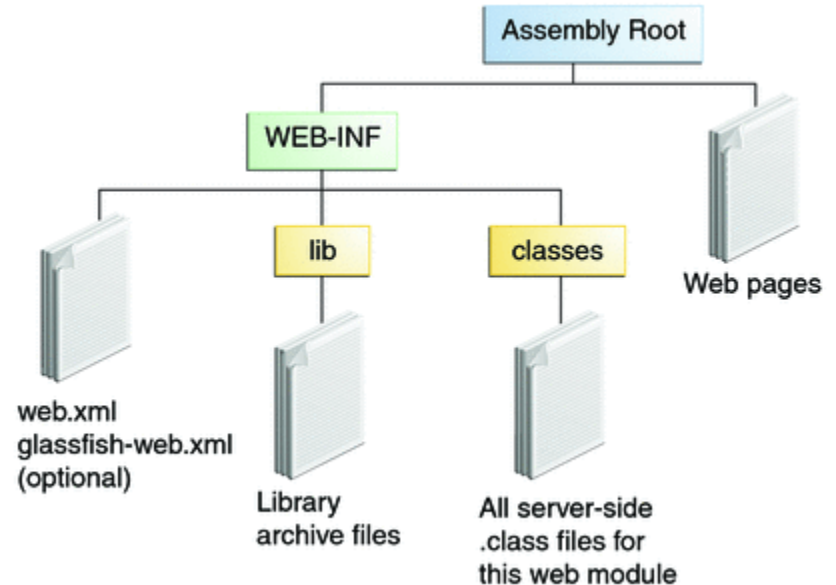 Assembly Root
WEB-INF
lib
classes
Web pages
web.xml
glassfish-web.xml
(optional)
Library
archive files
All server-side
.class files for
this web module